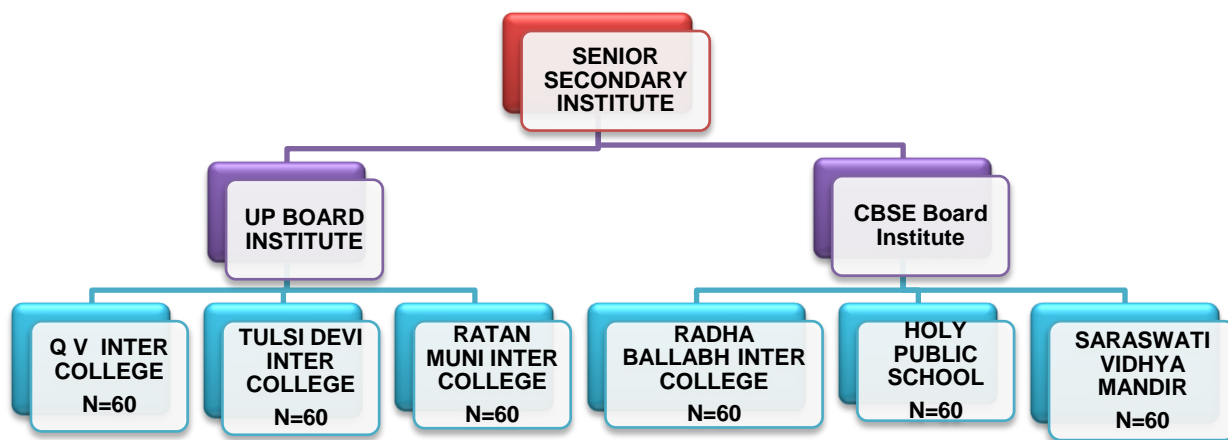 SENIOR
SECONDARY
INSTITUTE
UP BOARD
INSTITUTE
CBSE Board
Institute
Q V INTER
COLLEGE
N=60
TULSI DEVI
INTER
COLLEGE
N=60
RATAN
MUNI INTER
COLLEGE
N=60
RADHA
BALLABH INTER
COLLEGE
N=60
HOLY
PUBLIC
SCHOOL
N=60
SARASWATI
VIDHYA
MANDIR
N=60